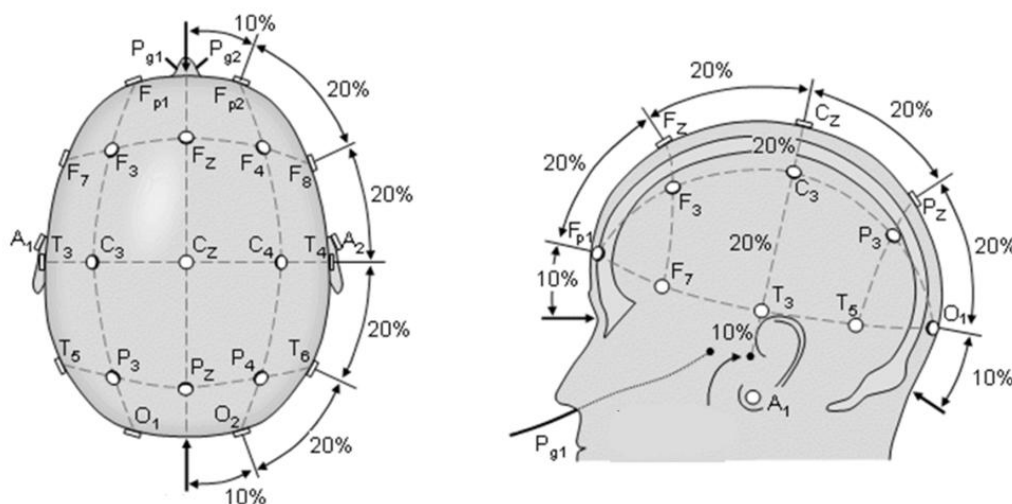 10%
Pg1 Pg2
Fp1 Fp2
20%
F7 F3 Fz F4 F8
20%
A1 T3 C3 Cz C4 T4 A2
20%
T5 P3 Pz P4 T6
O1 O2
20%
10%
20%
Fz Cz
20% 20% 20%
F3 C3
Pz
Fp1 P3
20% 20%
10%
F7
T3 T5 O1
10%
10%
A1
Pg1